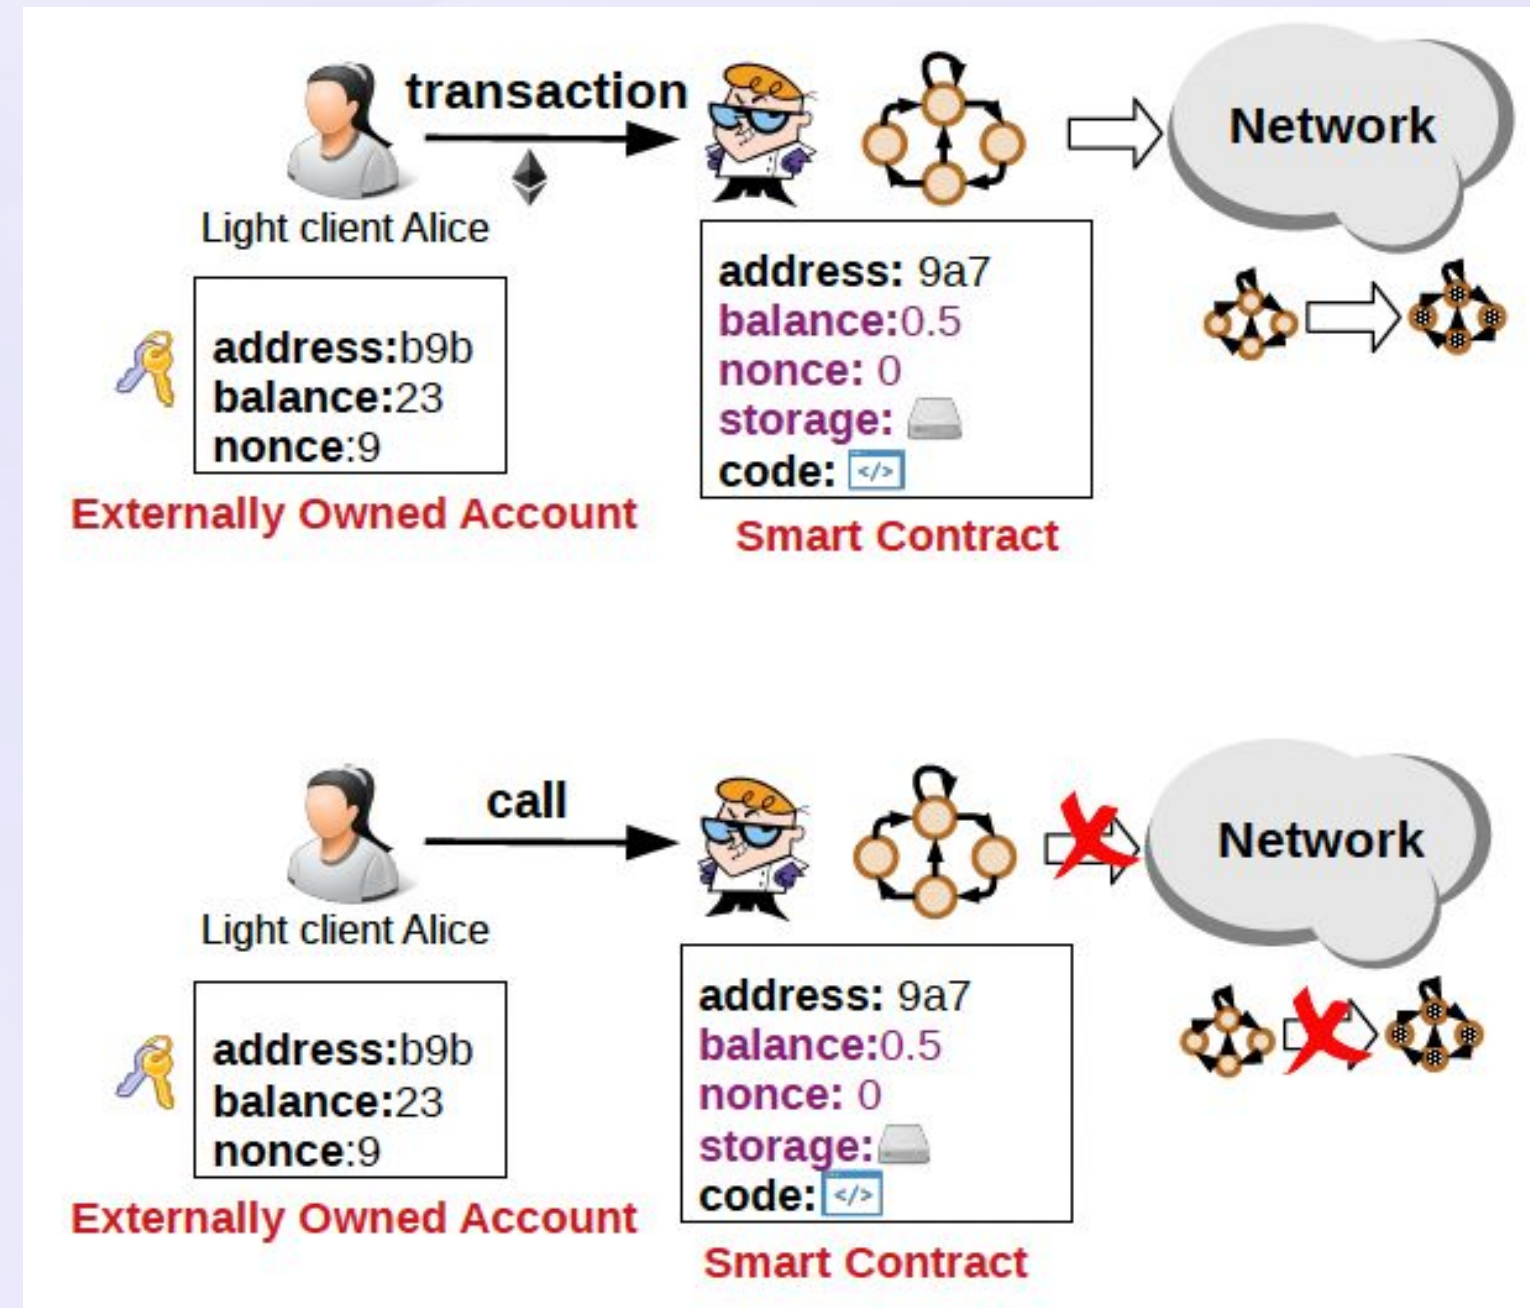 transaction
Network
Light client Alice
address:b9b
balance:23
nonce:9
Externally Owned Account
address: 9a7
balance:0.5
nonce: 0
storage:
code: </>
Smart Contract
call
Network
Light client Alice
address:b9b
balance:23
nonce:9
Externally Owned Account
address: 9a7
balance:0.5
nonce: 0
storage:
code: </>
Smart Contract